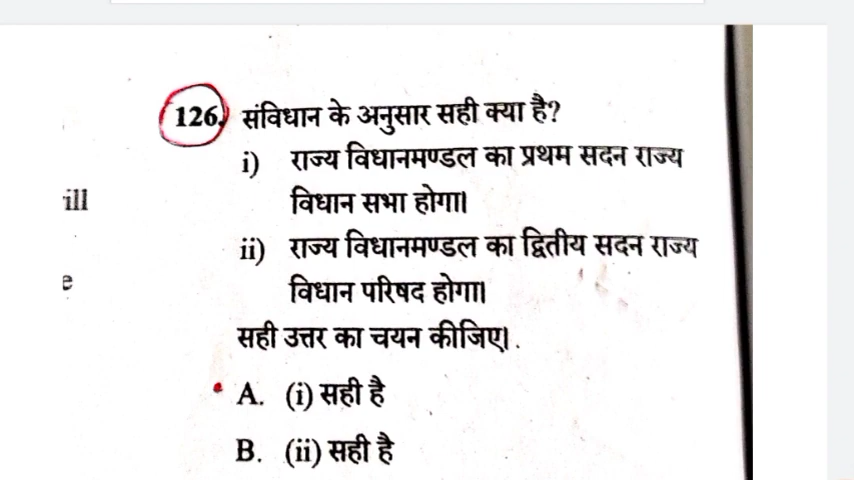 126. संविधान के अनुसार सही क्या है?
i) राज्य विधानमण्डल का प्रथम सदन राज्य
विधान सभा होगा।
ill
ii) राज्य विधानमण्डल का द्वितीय सदन राज्य
e
विधान परिषद होगा।
सही उत्तर का चयन कीजिए।
A. (i) सही है
B. (ii) सही है